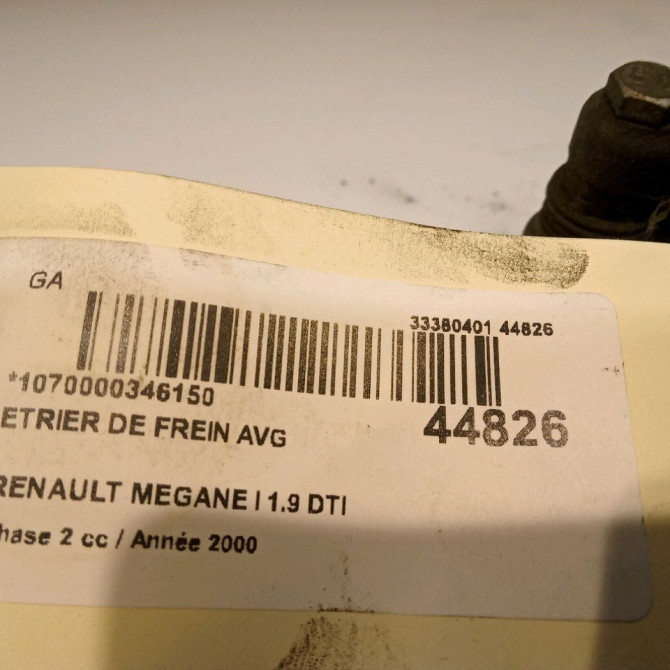 GA
33380401 44826
*1070000346150
44826
ETRIER DE FREIN AVG
RENAULT MEGANE I 1.9 DTI
hase 2 cc / Année 2000